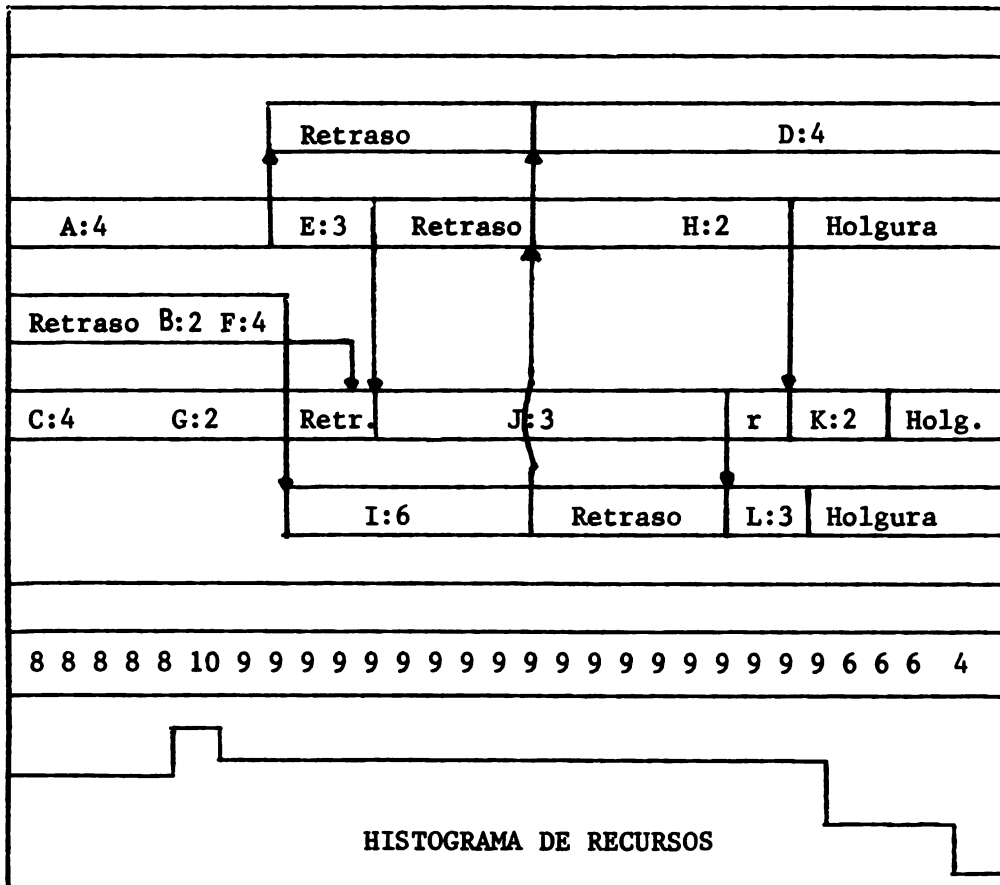 Retraso D:4
A:4 E:3 Retraso H:2 Holgura
Retraso B:2 F:4
C:4 G:2 Retr. J:3 r K:2 Holg.
I:6 Retraso L:3 Holgura
8 8 8 8 8 10 9 9 9 9 9 9 9 9 9 9 9 9 9 9 9 9 9 9 9 6 6 6 4
HISTOGRAMA DE RECURSOS